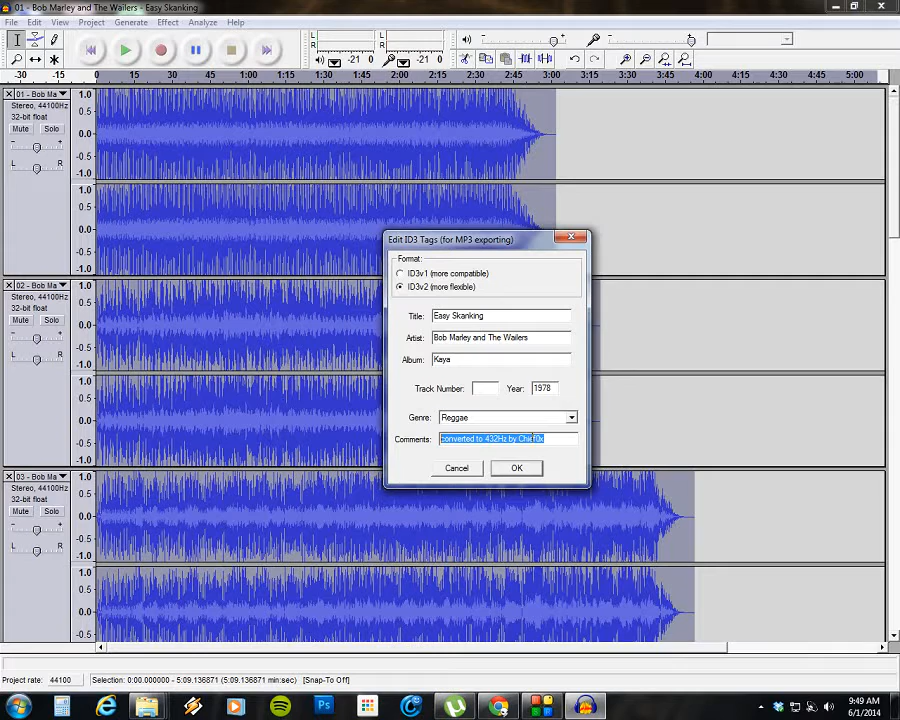 01 - Bob Marley and The Wailers - Easy Skanking
File Edit View Project Generate Effect Analyze Help
L
R
-21 0
L
R
-21 0
-30 -15 0 15 30 45 1:00 1:15 1:30 1:45 2:00 2:15 2:30 2:45 3:00 3:15 3:30 3:45 4:00 4:15 4:30 4:45 5:00
01 - Bob Ma
Stereo, 44100Hz
32-bit float
Mute Solo
- +
L R
1.0
0.5
0.0
-0.5
-1.0
1.0
0.5
0.0
-0.5
-1.0
02 - Bob Ma
Stereo, 44100Hz
32-bit float
Mute Solo
- +
L R
1.0
0.5
0.0
-0.5
-1.0
1.0
0.5
0.0
-0.5
-1.0
03 - Bob Ma
Stereo, 44100Hz
32-bit float
Mute Solo
- +
L R
1.0
0.5
0.0
-0.5
-1.0
1.0
0.5
0.0
-0.5
Edit ID3 Tags (for MP3 exporting)
Format:
ID3v1 (more compatible)
ID3v2 (more flexible)
Title: Easy Skanking
Artist: Bob Marley and The Wailers
Album: Kaya
Track Number: Year: 1978
Genre: Reggae
Comments: converted to 432Hz by Chief0x
Cancel OK
Project rate: 44100 Selection: 0:00.000000 - 5:09.136871 (5:09.136871 min:sec) [Snap-To Off]
Ps
9:49 AM
6/1/2014